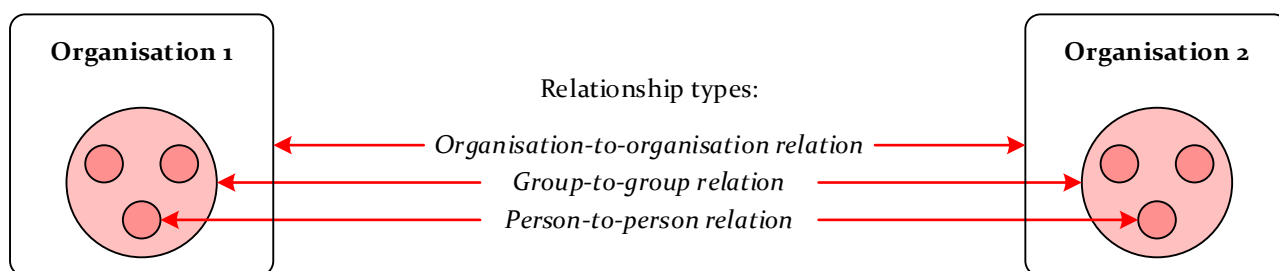 Organisation 1
Organisation 2
Relationship types:
Organisation-to-organisation relation
Group-to-group relation
Person-to-person relation